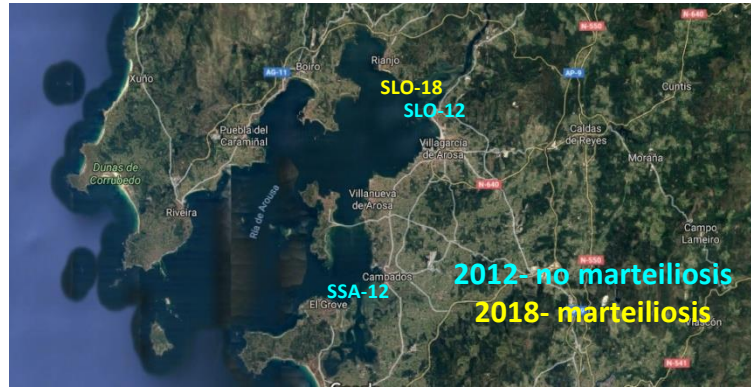 N-640
N-550
Rianjo
Boiro
AG-11
AP-9
Xuño
SLO-18
Cuntis
SLO-12
Puebla del
Caramiñal
Caldas
de Reyes
Villagarcía
de Arosa
Moraña
Dunas de
Corrubedo
N-640
Villanueva
de Arosa
Riveira
Ría de Arousa
Campo
Lameiro
N-550
Cambados
2012- no marteiliosis
SSA-12
El Grove
2018- marteiliosis
N-541